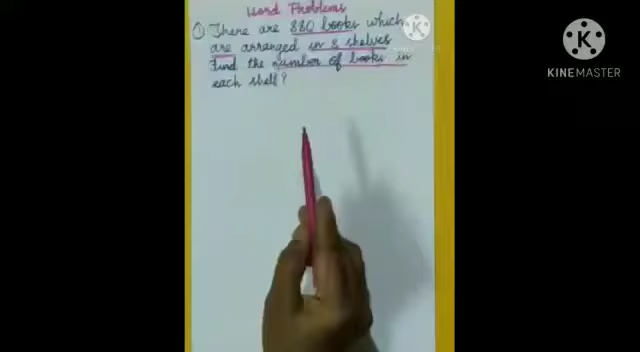 Word Problems
① There are 880 books which
are arranged in 8 shelves
Find the number of books in
each shelf?
KINEMASTER
KINEMASTER